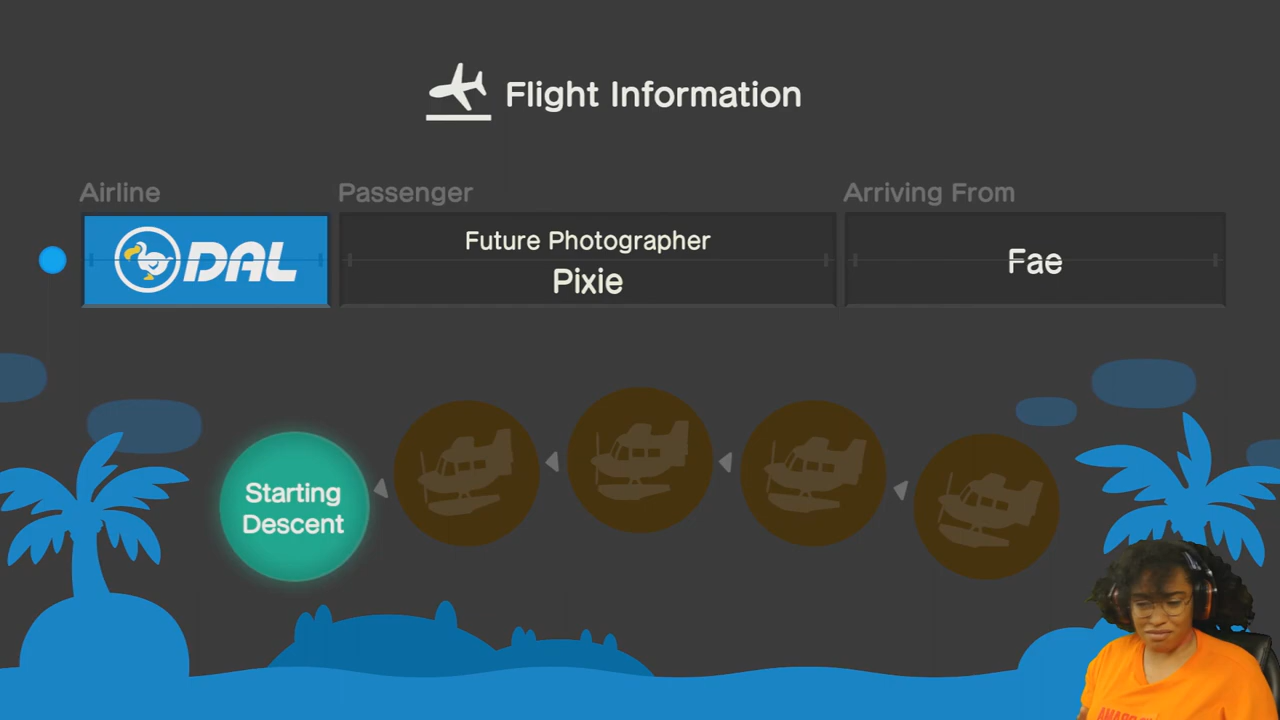 Flight Information
Airline
Passenger
Arriving From
DAL
Future Photographer
Pixie
Fae
Starting
Descent